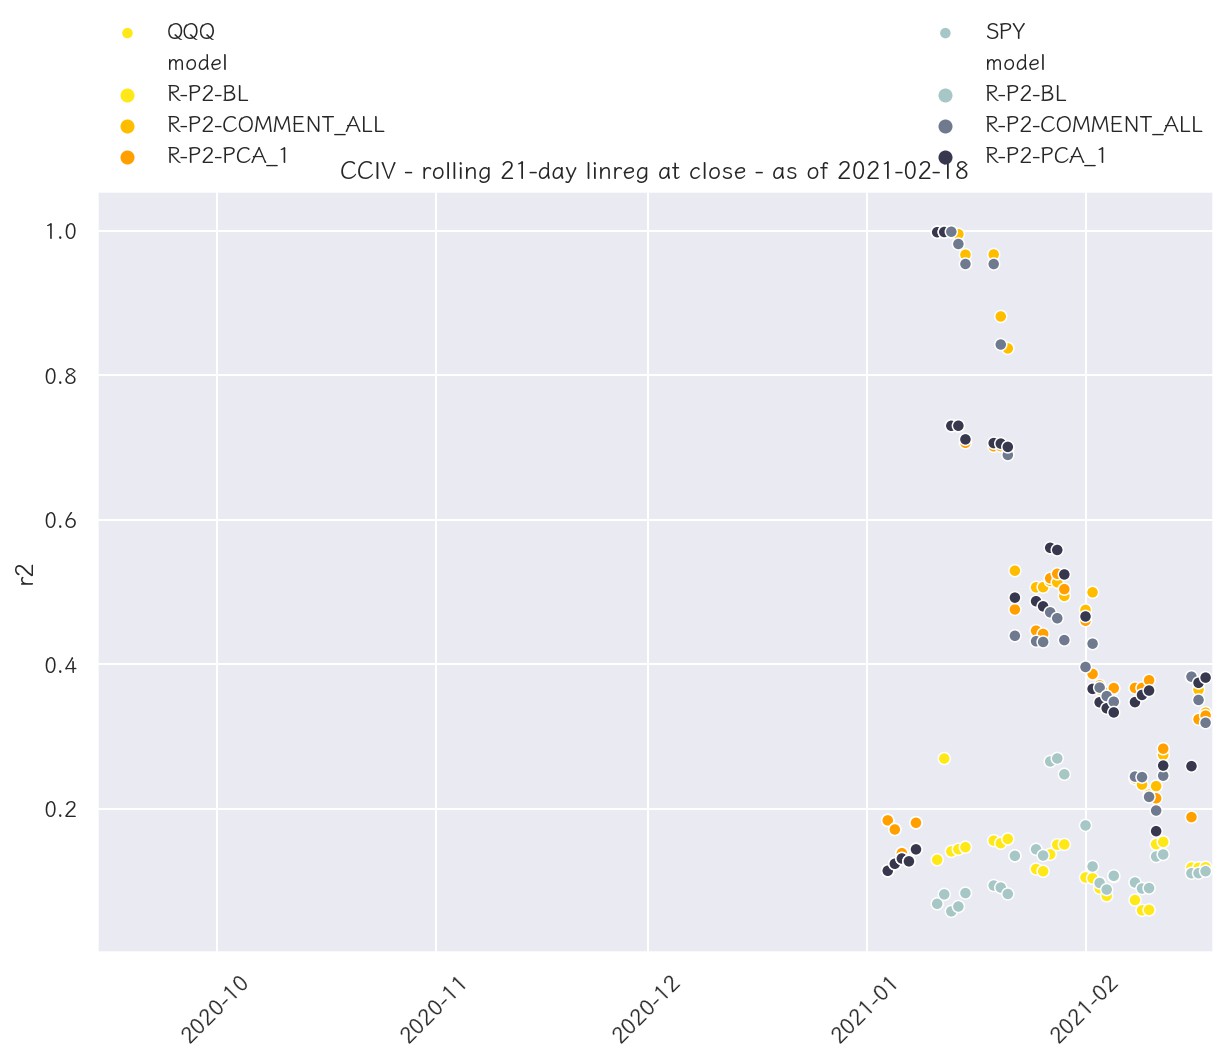 QQQ
model
R-P2-BL
R-P2-COMMENT_ALL
R-P2-PCA_1
SPY
model
R-P2-BL
R-P2-COMMENT_ALL
R-P2-PCA_1
CCIV - rolling 21-day linreg at close - as of 2021-02-18
1.0
0.8
0.6
0.4
0.2
r2
2020-10
2020-11
2020-12
2021-01
2021-02